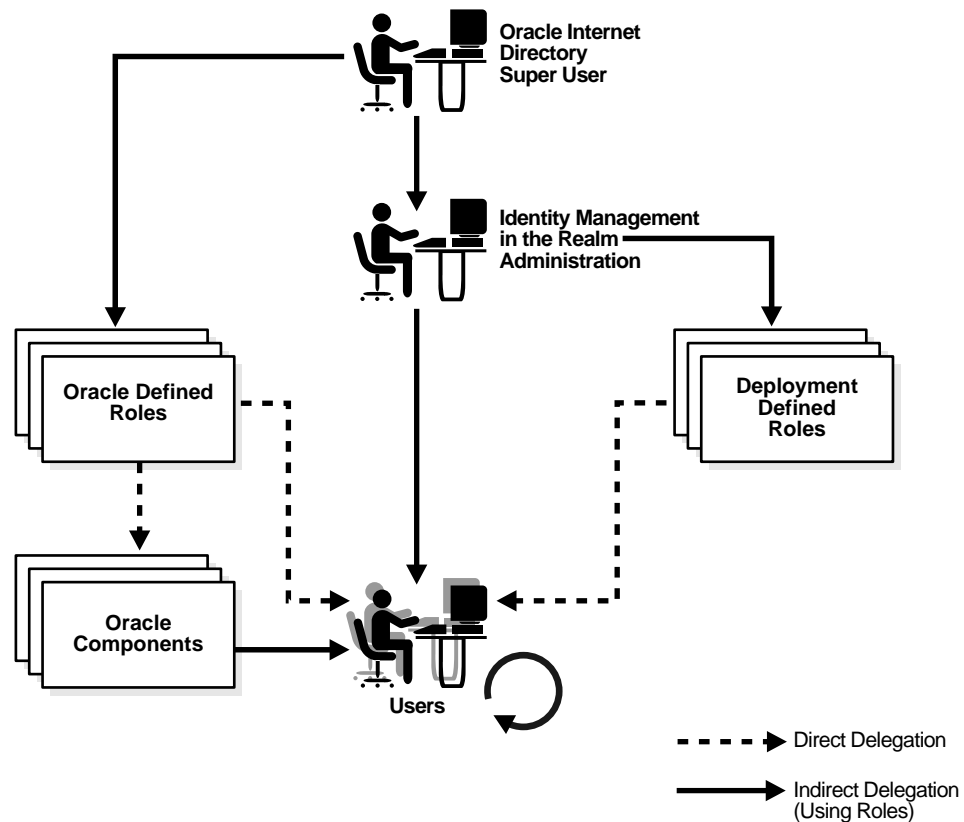 Oracle Internet
Directory
Super User
Identity Management
in the Realm
Administration
Oracle Defined
Roles
Deployment
Defined
Roles
Oracle
Components
Users
Direct Delegation
Indirect Delegation
(Using Roles)